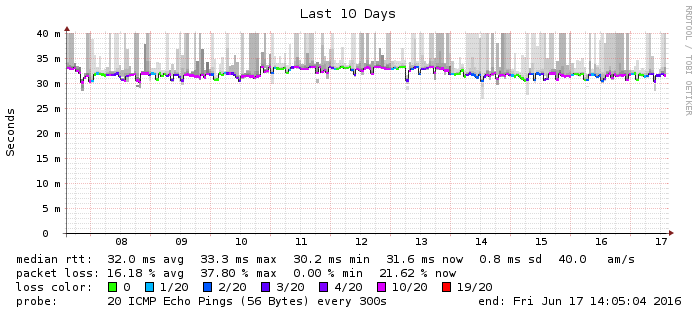 Last 10 Days
RRDTOOL / TOBI OETIKER
Seconds
40 m
35 m
30 m
25 m
20 m
15 m
10 m
5 m
0
08 09 10 11 12 13 14 15 16 17
median rtt: 32.0 ms avg 33.3 ms max 30.2 ms min 31.6 ms now 0.8 ms sd 40.0 am/s
packet loss: 16.18 % avg 37.80 % max 0.00 % min 21.62 % now
loss color: 0 1/20 2/20 3/20 4/20 10/20 19/20
probe: 20 ICMP Echo Pings (56 Bytes) every 300s end: Fri Jun 17 14:05:04 2016